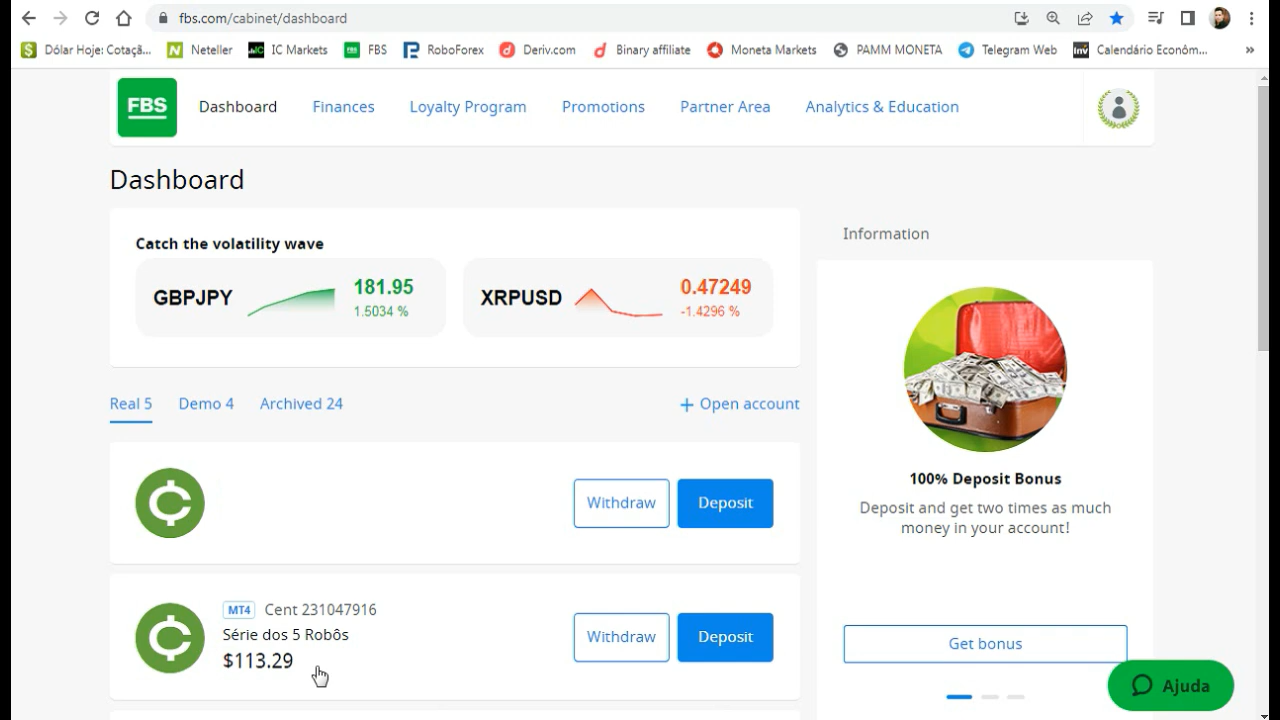 fbs.com/cabinet/dashboard
Dólar Hoje: Cotaçã... Neteller IC Markets FBS RoboForex Deriv.com Binary affiliate Moneta Markets PAMM MONETA Telegram Web Calendário Econôm... »
FBS Dashboard Finances Loyalty Program Promotions Partner Area Analytics & Education
Dashboard
Catch the volatility wave
GBPJPY 181.95
1.5034 %
XRPUSD 0.47249
-1.4296 %
Real 5 Demo 4 Archived 24 + Open account
Withdraw Deposit
MT4 Cent 231047916
Série dos 5 Robôs
$113.29
Withdraw Deposit
Information
100% Deposit Bonus
Deposit and get two times as much
money in your account!
Get bonus
Ajuda